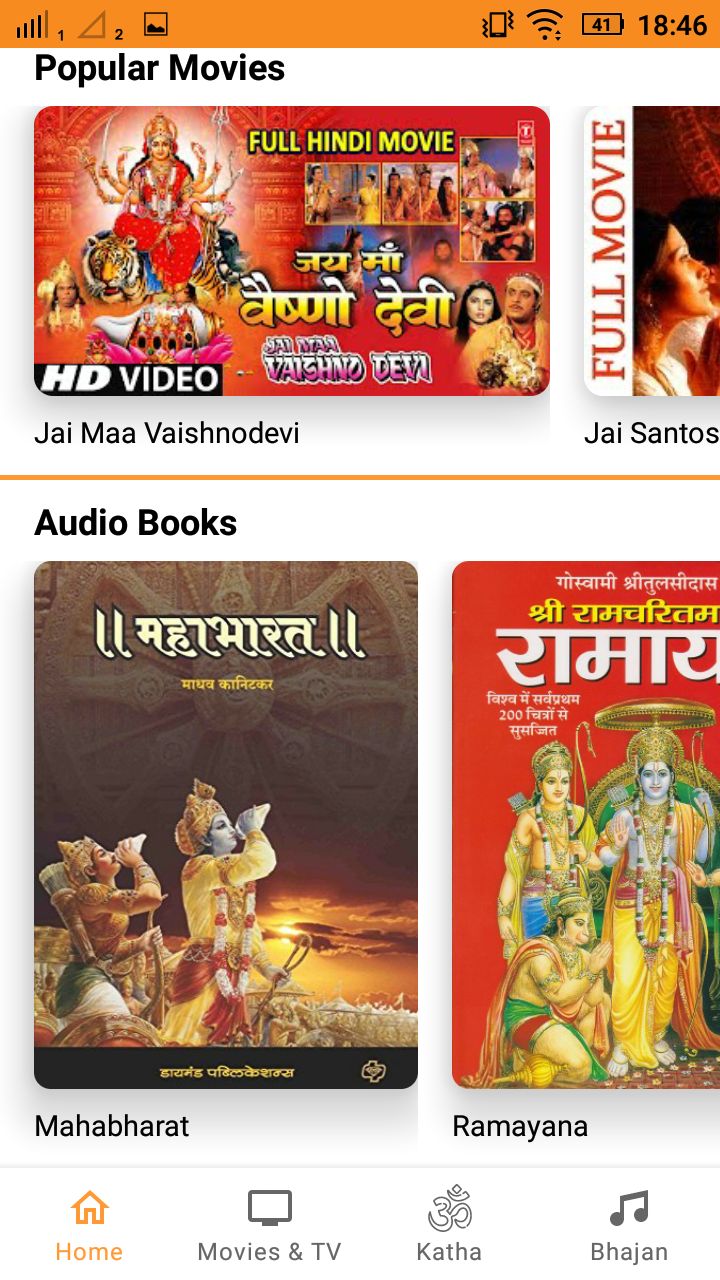 1 2 41 18:46
Popular Movies
FULL HINDI MOVIE
जय माँ
वैष्णो देवी
JAI MAA
VAISHNO DEVI
HD VIDEO
FULL MOVIE
Jai Maa Vaishnodevi
Jai Santos
Audio Books
॥ महाभारत ॥
माधव कानिटकर
डायमंड पब्लिकेशन्स
गोस्वामी श्रीतुलसीदास
श्री रामचरितम
रामाय
विश्व में सर्वप्रथम
200 चित्रों से
सुसज्जित
Mahabharat
Ramayana
Home
Movies & TV
Katha
Bhajan